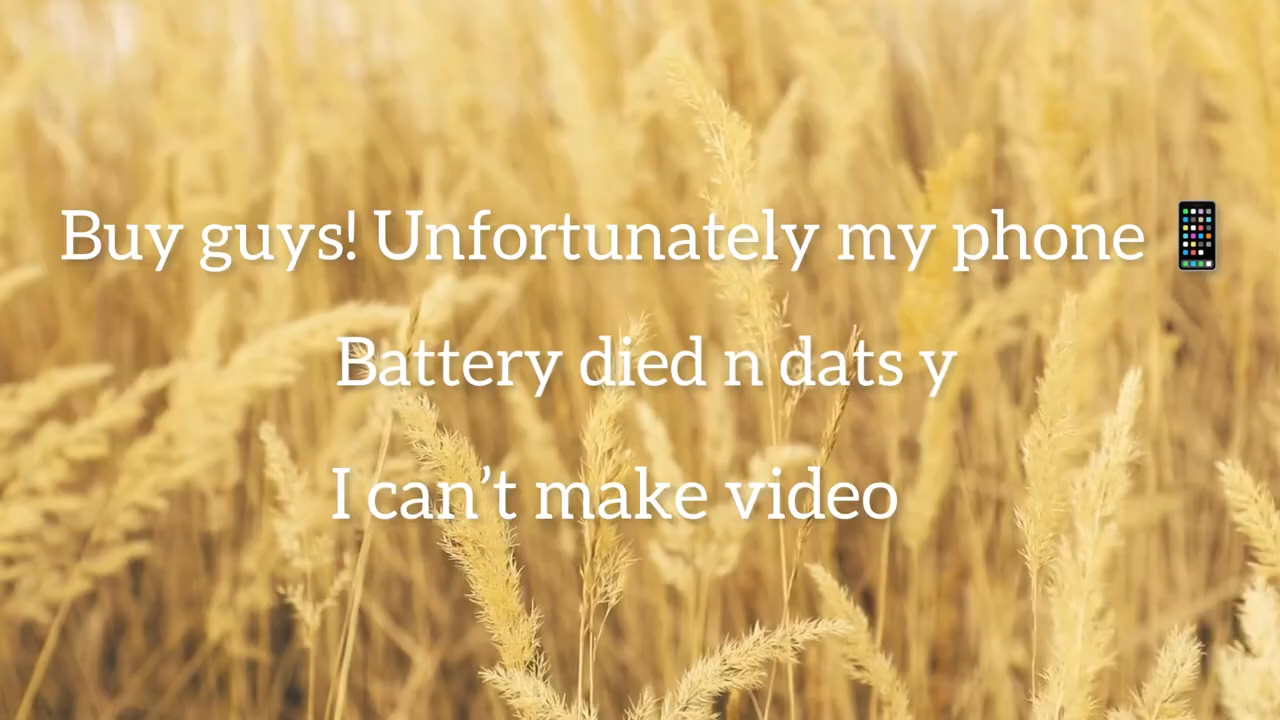 Buy guys! Unfortunately my phone 📱
Battery died n dats y
I can’t make video